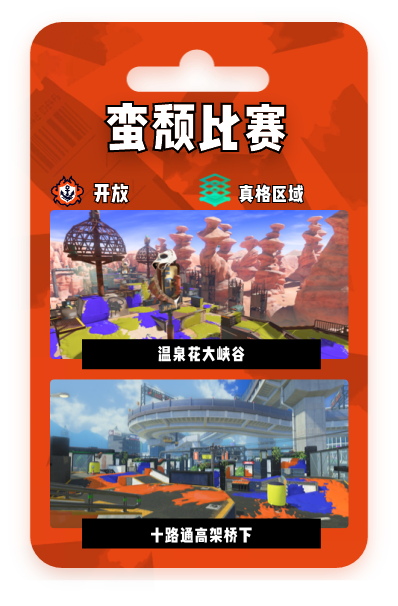 蛮颓比赛
开放
真格区域
温泉花大峡谷
十路通高架桥下